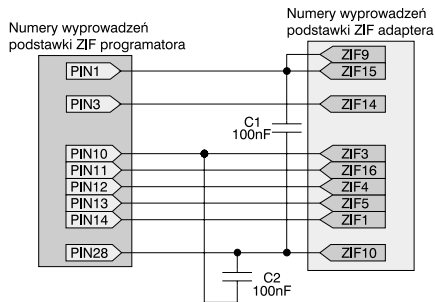 Numery wyprowadzeń
podstawki ZIF programatora
Numery wyprowadzeń
podstawki ZIF adaptera
PIN1
PIN3
PIN10
PIN11
PIN12
PIN13
PIN14
PIN28
C1
100nF
C2
100nF
ZIF9
ZIF15
ZIF14
ZIF3
ZIF16
ZIF4
ZIF5
ZIF1
ZIF10